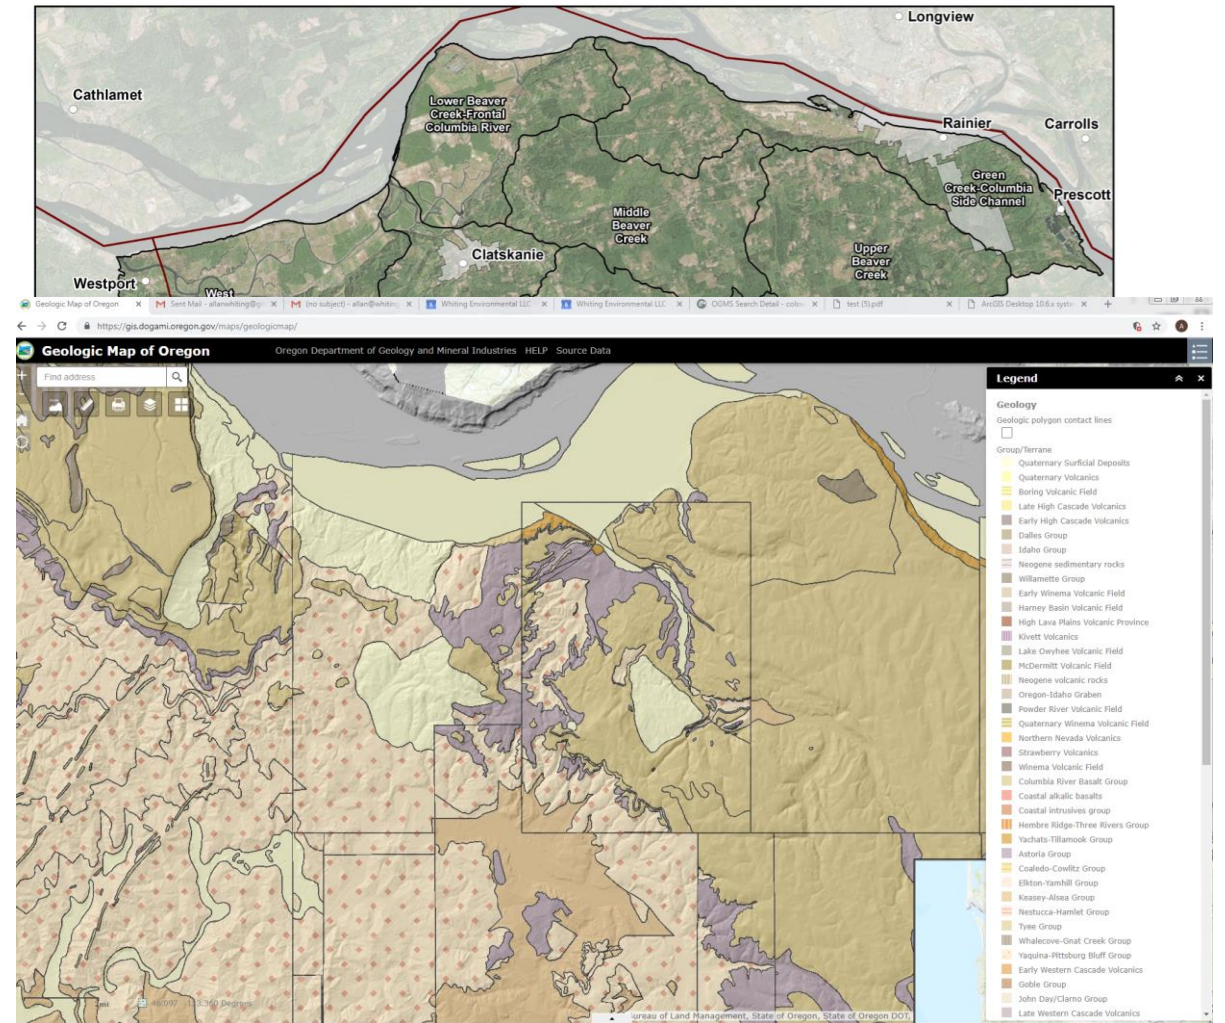 Longview
Cathlamet
Lower Beaver
Creek-Frontal
Columbia River
Rainier
Carrolls
Green
Creek-Columbia
Side Channel
Prescott
Middle
Beaver
Creek
Clatskanie
Upper
Beaver
Creek
Westport
West
Geologic Map of Oregon
Sent Mail - allanwhiting@g
(no subject) - allan@whiting
Whiting Environmental LLC
Whiting Environmental LLC
OGMS Search Detail - colo
test (5).pdf
ArcGIS Desktop 10.6.x syste
https://gis.dogami.oregon.gov/maps/geologicmap/
A
Geologic Map of Oregon
Oregon Department of Geology and Mineral Industries HELP Source Data
Find address
Legend
Geology
Geologic polygon contact lines
Group/Terrane
Quaternary Surficial Deposits
Quaternary Volcanics
Boring Volcanic Field
Late High Cascade Volcanics
Early High Cascade Volcanics
Dalles Group
Idaho Group
Neogene sedimentary rocks
Willamette Group
Early Winema Volcanic Field
Harney Basin Volcanic Field
High Lava Plains Volcanic Province
Kivett Volcanics
Lake Owyhee Volcanic Field
McDermitt Volcanic Field
Neogene volcanic rocks
Oregon-Idaho Graben
Powder River Volcanic Field
Quaternary Winema Volcanic Field
Northern Nevada Volcanics
Strawberry Volcanics
Winema Volcanic Field
Columbia River Basalt Group
Coastal alkalic basalts
Coastal intrusives group
Hembre Ridge-Three Rivers Group
Yachats-Tillamook Group
Astoria Group
Coaledo-Cowlitz Group
Elkton-Yamhill Group
Keasey-Alsea Group
Nestucca-Hamlet Group
Tyee Group
Whalecove-Gnat Creek Group
Yaquina-Pittsburg Bluff Group
Early Western Cascade Volcanics
Goble Group
John Day/Clarno Group
Late Western Cascade Volcanics
2mi
46.097 -123.360 Degrees
ureau of Land Management, State of Oregon, State of Oregon DOT,